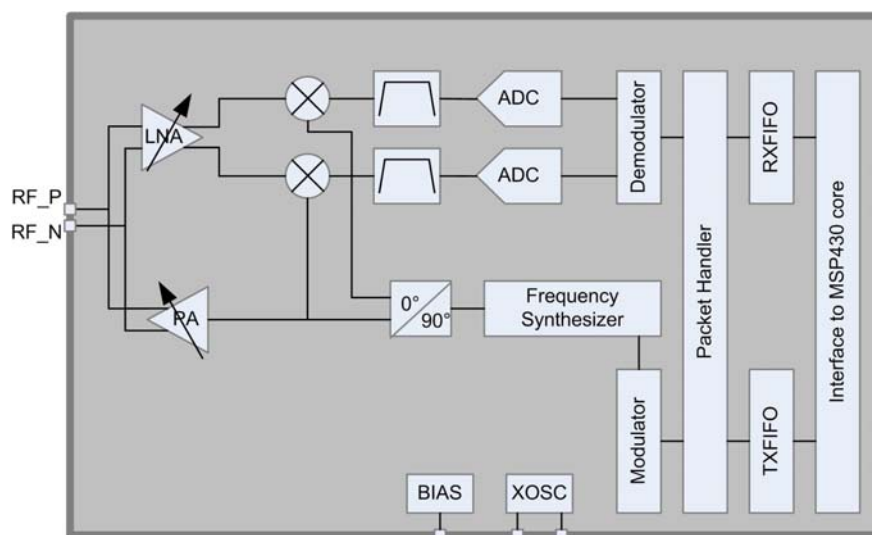 LNA
ADC
ADC
Demodulator
Packet Handler
RXFIFO
Interface to MSP430 core
RF_P
RF_N
PA
0°
90°
Frequency
Synthesizer
Modulator
TXFIFO
BIAS
XOSC